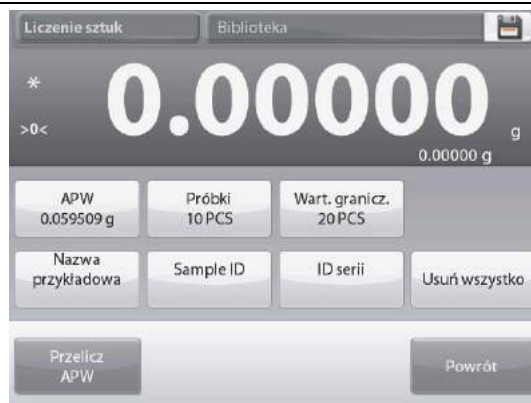 Liczenie sztuk
Biblioteka
*
>0<
0.00000 g
0.00000 g
APW
0.059509 g
Próbki
10 PCS
Wart. granicz.
20 PCS
Nazwa
przykładowa
Sample ID
ID serii
Usuń wszystko
Przelicz
APW
Powrót